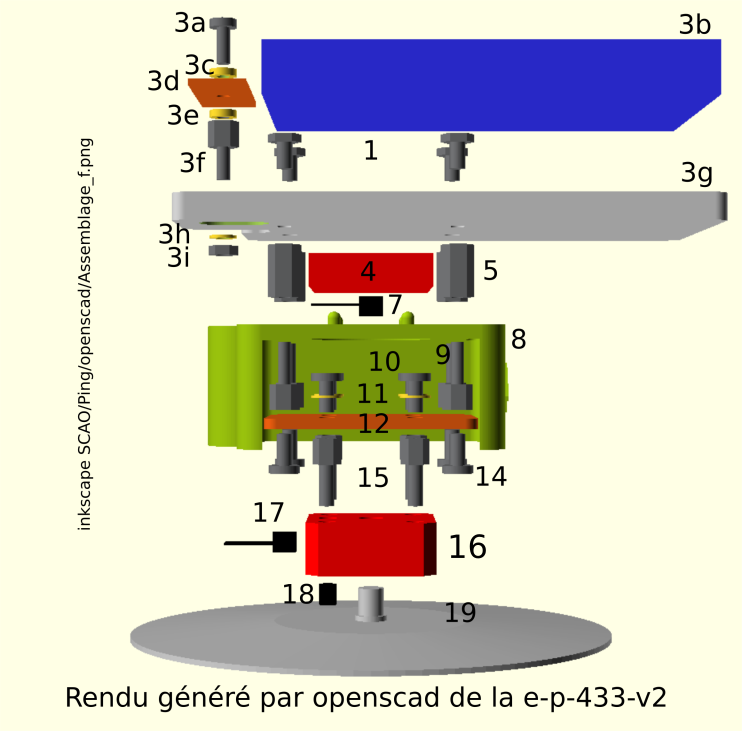 3a
3b
3c
3d
3e
1
3f
3g
3h
3i
4
5
7
8
9
10
11
12
15
14
17
16
18
19
inkscape SCAO/Ping/openscad/Assemblage_f.png
Rendu généré par openscad de la e-p-433-v2